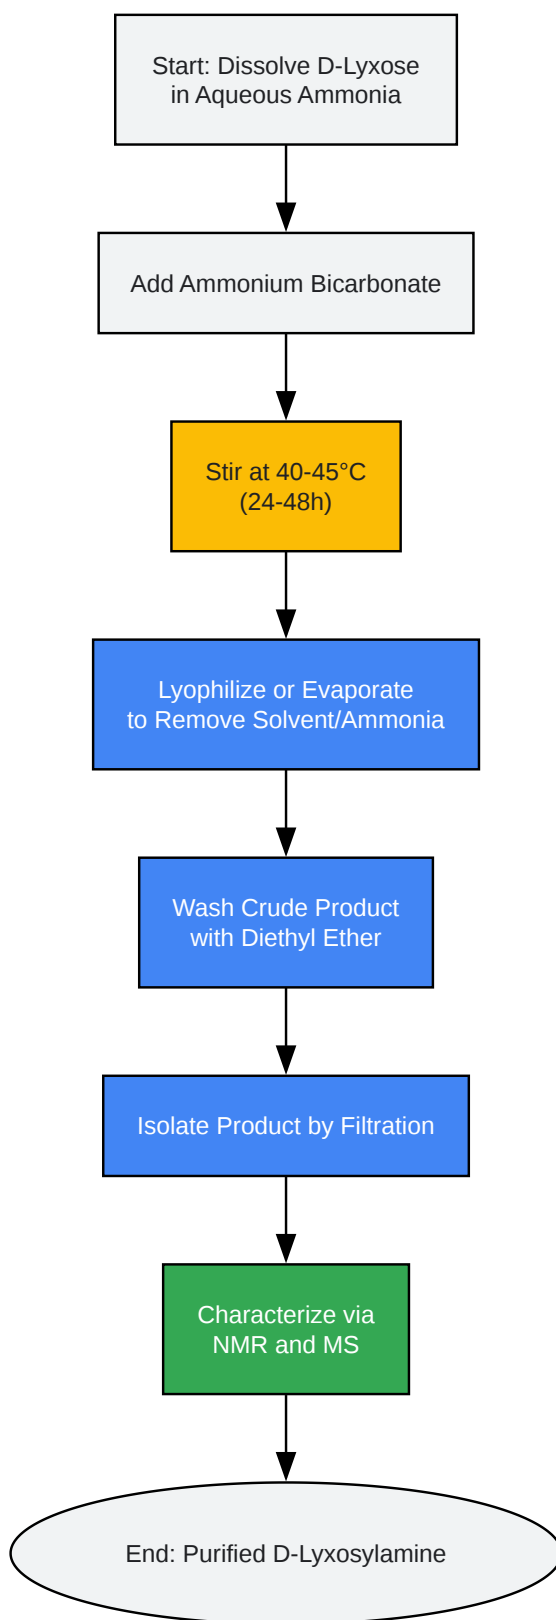 Start: Dissolve D-Lyxose
in Aqueous Ammonia
Add Ammonium Bicarbonate
Stir at 40-45°C
(24-48h)
Lyophilize or Evaporate
to Remove Solvent/Ammonia
Wash Crude Product
with Diethyl Ether
Isolate Product by Filtration
Characterize via
NMR and MS
End: Purified D-Lyxosylamine